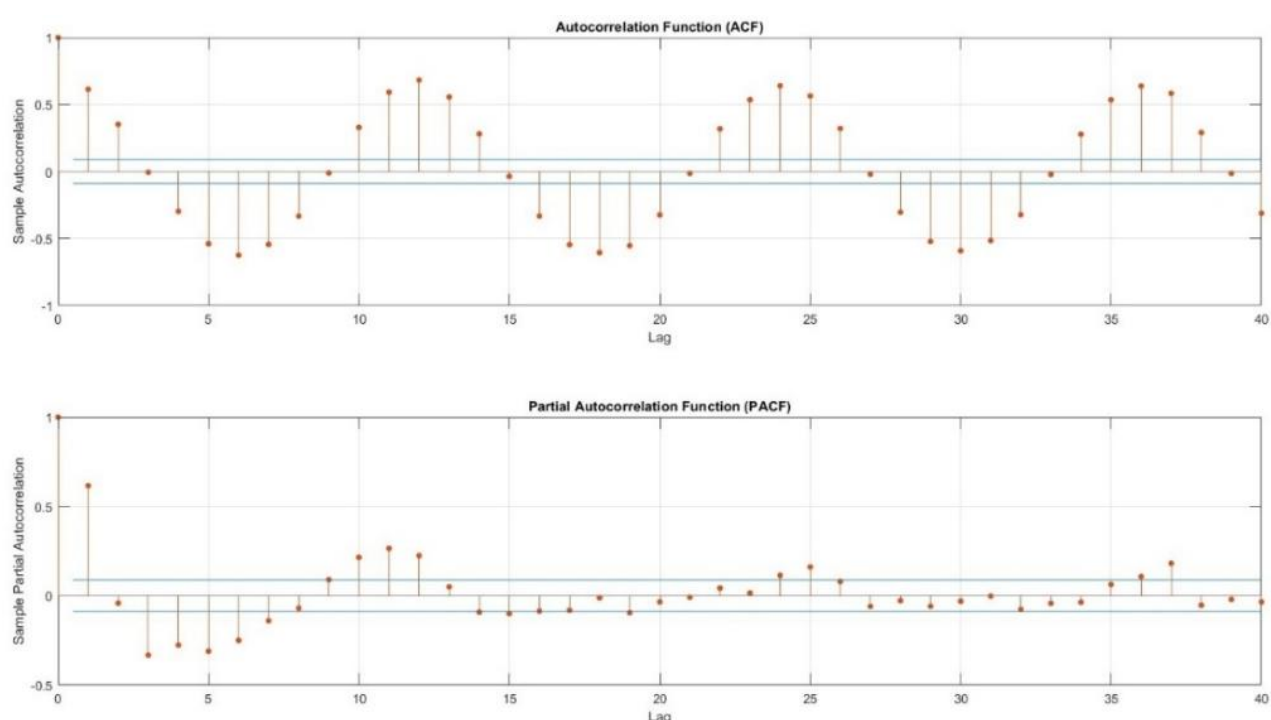 Autocorrelation Function (ACF)
Sample Autocorrelation
1
0.5
0
-0.5
-1
0 5 10 15 20 25 30 35 40
Lag
Partial Autocorrelation Function (PACF)
Sample Partial Autocorrelation
1
0.5
0
-0.5
0 5 10 15 20 25 30 35 40
Lag